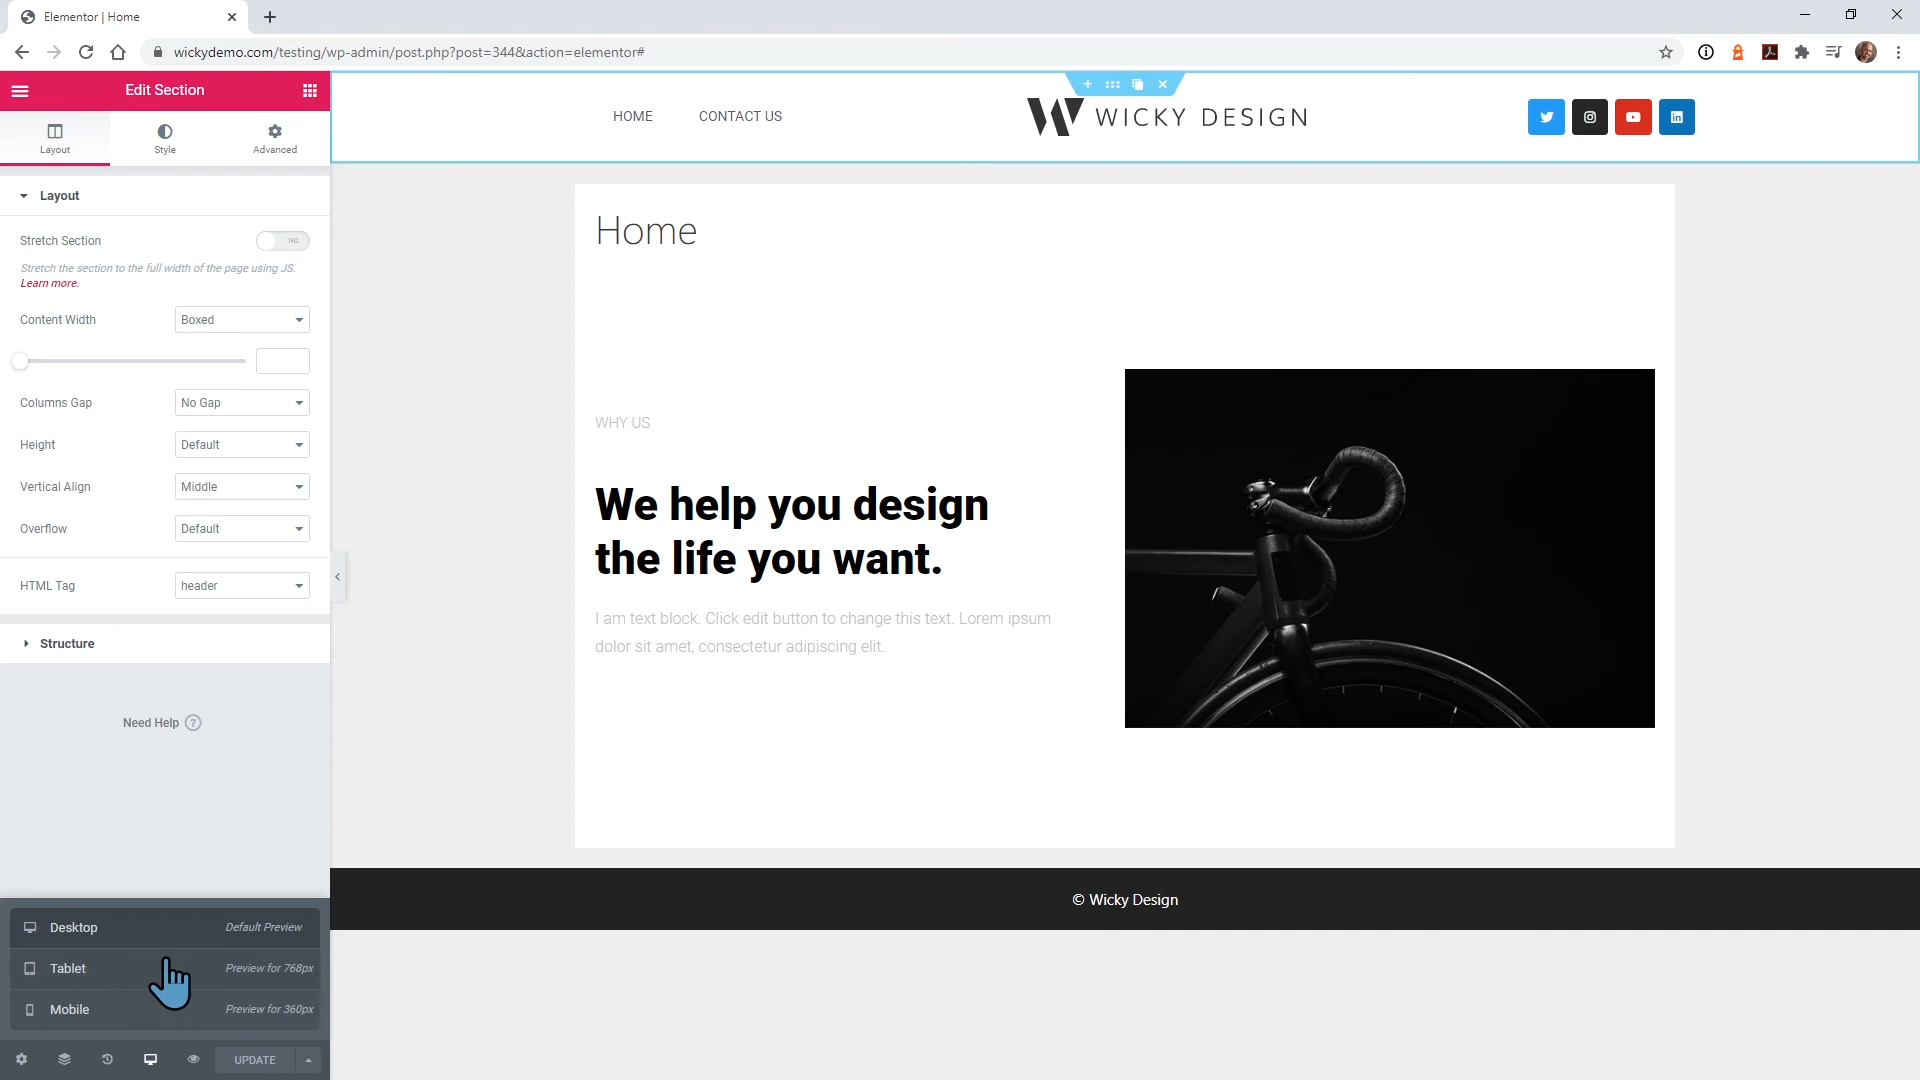 Elementor | Home
wickydemo.com/testing/wp-admin/post.php?post=344&action=elementor#
Edit Section
Layout
Style
Advanced
Layout
Stretch Section
NO
Stretch the section to the full width of the page using JS.
Learn more.
Content Width
Boxed
Columns Gap
No Gap
Height
Default
Vertical Align
Middle
Overflow
Default
HTML Tag
header
Structure
Need Help ?
Desktop
Default Preview
Tablet
Preview for 768px
Mobile
Preview for 360px
UPDATE
HOME
CONTACT US
WICKY DESIGN
Home
WHY US
We help you design
the life you want.
I am text block. Click edit button to change this text. Lorem ipsum
dolor sit amet, consectetur adipiscing elit.
© Wicky Design